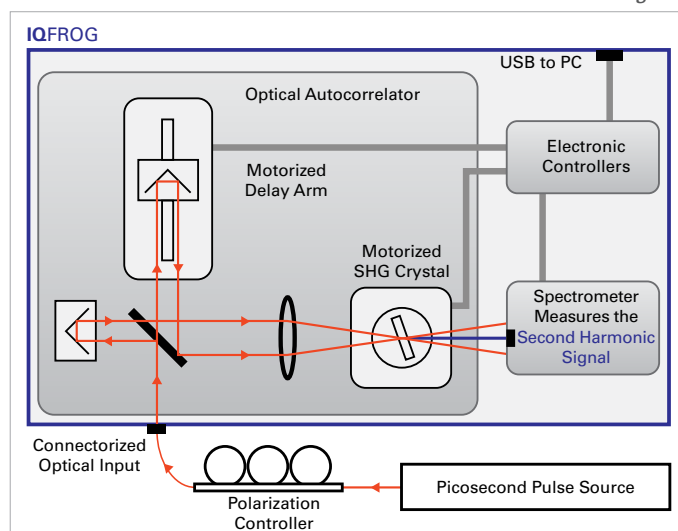 IQFROG
USB to PC
Optical Autocorrelator
Motorized
Delay Arm
Electronic
Controllers
Motorized
SHG Crystal
Spectrometer
Measures the
Second Harmonic
Signal
Connectorized
Optical Input
Polarization
Controller
Picosecond Pulse Source